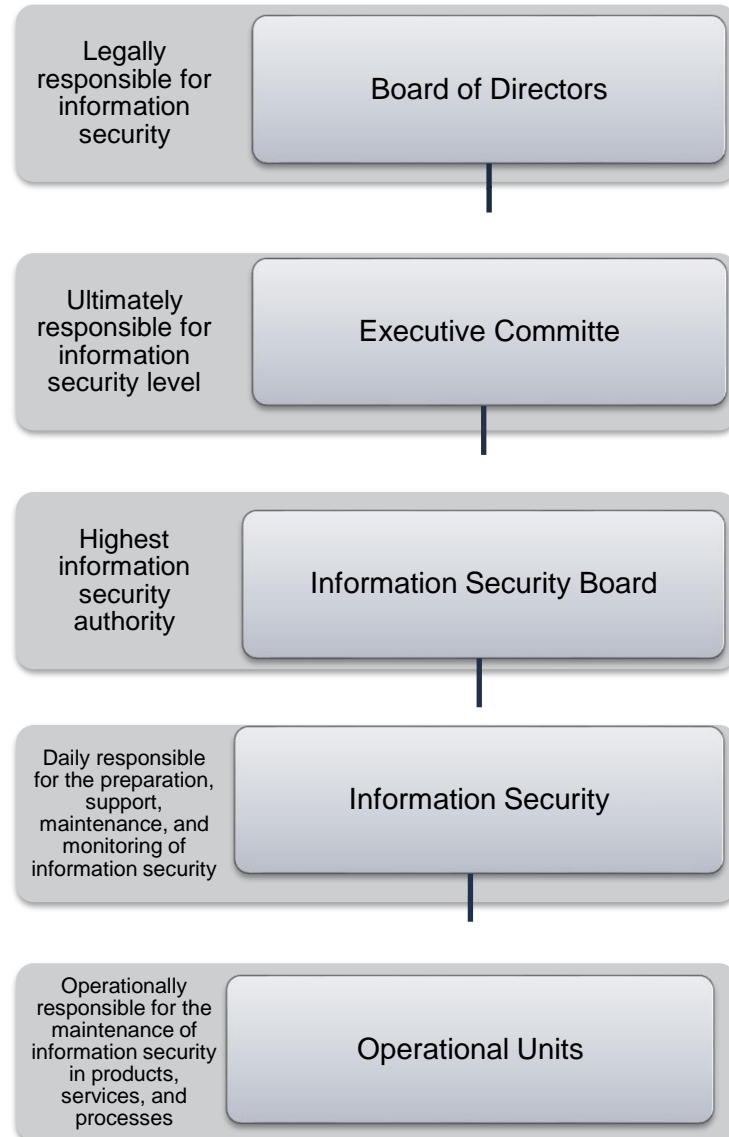 Legally
responsible for
information
security
Board of Directors
Ultimately
responsible for
information
security level
Executive Committe
Highest
information
security
authority
Information Security Board
Daily responsible
for the preparation,
support,
maintenance, and
monitoring of
information security
Information Security
Operationally
responsible for the
maintenance of
information security
in products,
services, and
processes
Operational Units